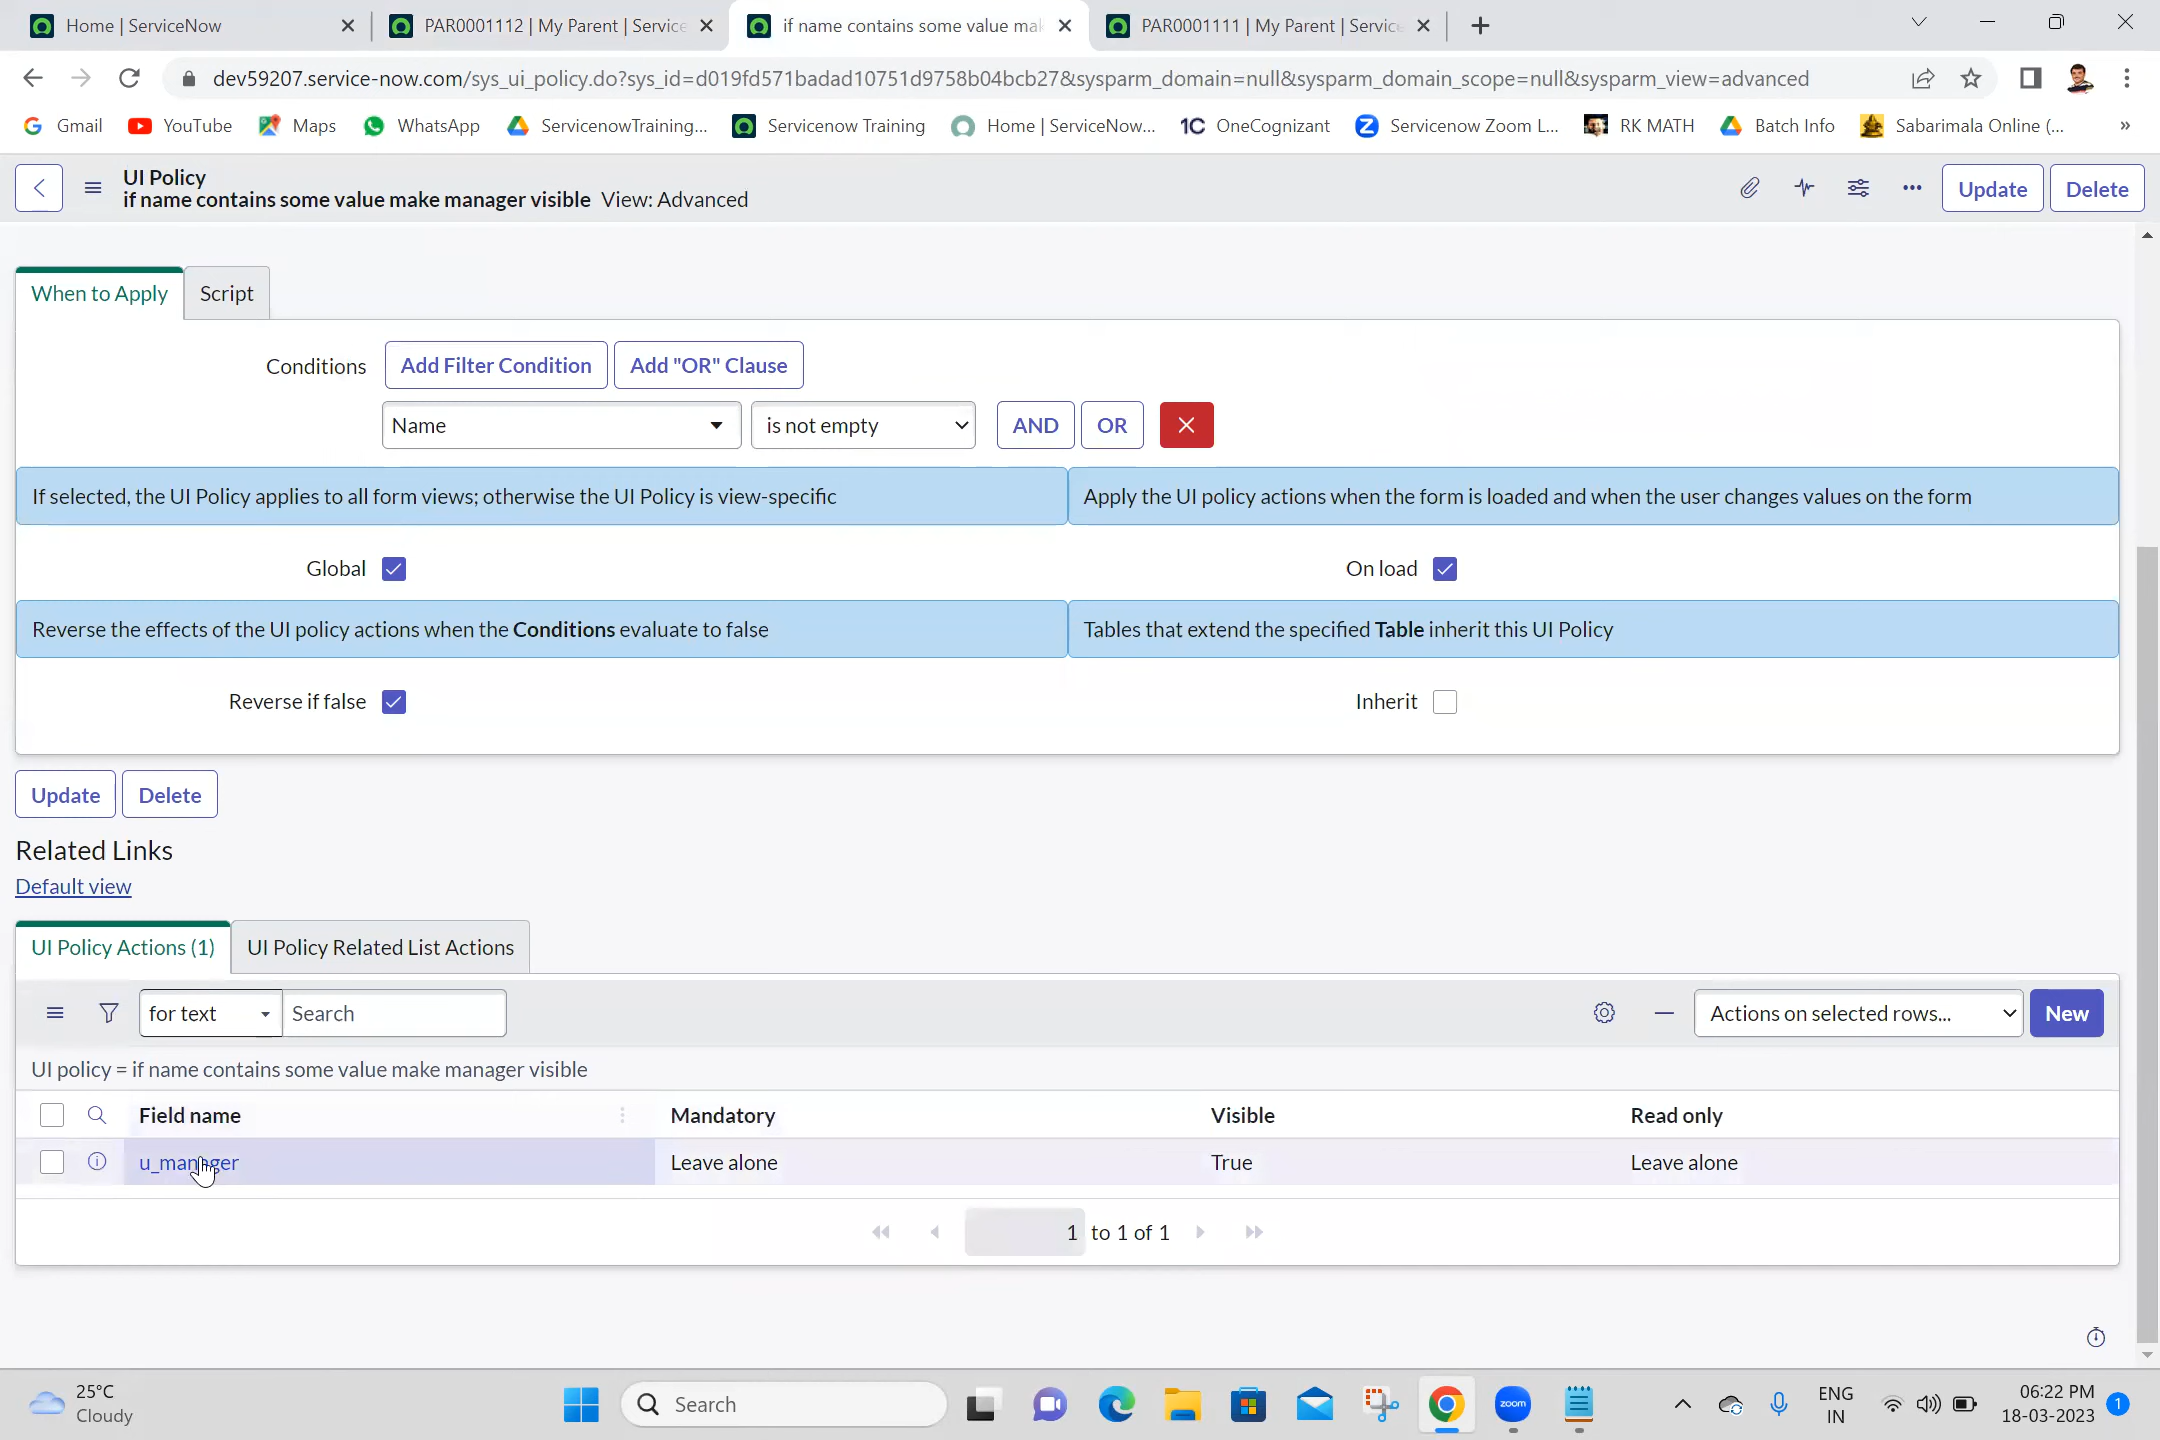 Home | ServiceNow
PAR0001112 | My Parent | Service
if name contains some value mak
PAR0001111 | My Parent | Service
dev59207.service-now.com/sys_ui_policy.do?sys_id=d019fd571badad10751d9758b04bcb27&sysparm_domain=null&sysparm_domain_scope=null&sysparm_view=advanced
Gmail YouTube Maps WhatsApp ServicenowTraining... Servicenow Training Home | ServiceNow... 1C OneCognizant Servicenow Zoom L... RK MATH Batch Info Sabarimala Online (... »
UI Policy
if name contains some value make manager visible View: Advanced
Update Delete
When to Apply Script
Conditions Add Filter Condition Add "OR" Clause
Name is not empty AND OR
If selected, the UI Policy applies to all form views; otherwise the UI Policy is view-specific
Apply the UI policy actions when the form is loaded and when the user changes values on the form
Global On load
Reverse the effects of the UI policy actions when the Conditions evaluate to false
Tables that extend the specified Table inherit this UI Policy
Reverse if false Inherit
Update Delete
Related Links
Default view
UI Policy Actions (1) UI Policy Related List Actions
for text Search Actions on selected rows... New
UI policy = if name contains some value make manager visible
Field name Mandatory Visible Read only
u_manager Leave alone True Leave alone
1 to 1 of 1
25°C
Cloudy
Search
zoom
ENG
IN
06:22 PM
18-03-2023
1